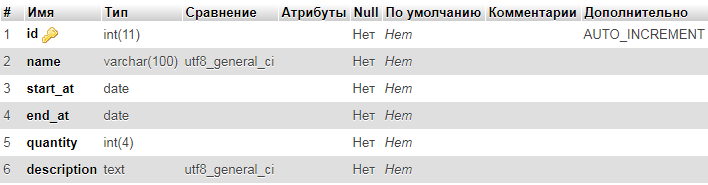 # Имя Тип Сравнение Атрибуты Null По умолчанию Комментарии Дополнительно
1 id int(11) Нет Нет AUTO_INCREMENT
2 name varchar(100) utf8_general_ci Нет Нет
3 start_at date Нет Нет
4 end_at date Нет Нет
5 quantity int(4) Нет Нет
6 description text utf8_general_ci Нет Нет